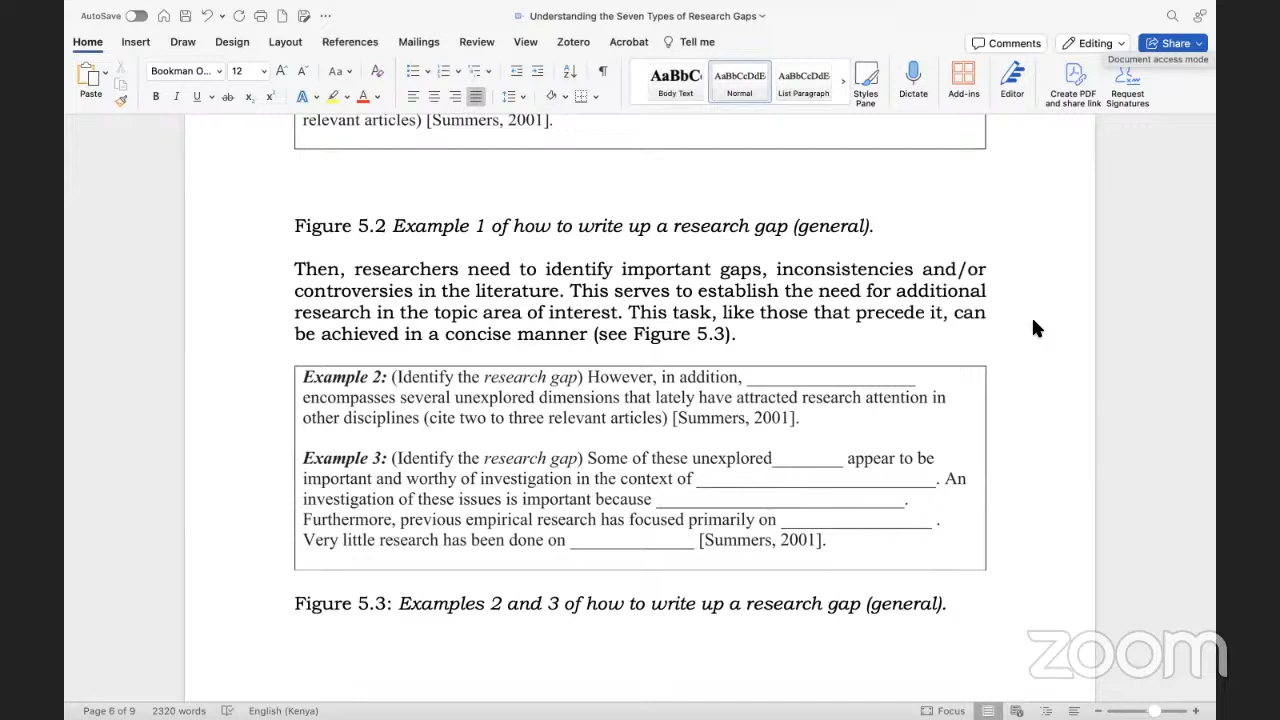 AutoSave
Understanding the Seven Types of Research Gaps
Home Insert Draw Design Layout References Mailings Review View Zotero Acrobat Tell me Comments Editing Share
Document access mode
Paste Bookman O... 12 Aa AaBbC Body Text AaBbCcDdE Normal AaBbCcDdE List Paragraph Styles Pane Dictate Add-ins Editor Create PDF and share link Request Signatures
relevant articles) [Summers, 2001].
Figure 5.2 Example 1 of how to write up a research gap (general).
Then, researchers need to identify important gaps, inconsistencies and/or
controversies in the literature. This serves to establish the need for additional
research in the topic area of interest. This task, like those that precede it, can
be achieved in a concise manner (see Figure 5.3).
Example 2: (Identify the research gap) However, in addition, ____________________
encompasses several unexplored dimensions that lately have attracted research attention in
other disciplines (cite two to three relevant articles) [Summers, 2001].
Example 3: (Identify the research gap) Some of these unexplored________ appear to be
important and worthy of investigation in the context of ____________________________. An
investigation of these issues is important because _____________________________.
Furthermore, previous empirical research has focused primarily on __________________ .
Very little research has been done on ______________ [Summers, 2001].
Figure 5.3: Examples 2 and 3 of how to write up a research gap (general).
zoom
Page 6 of 9 2320 words English (Kenya) Focus